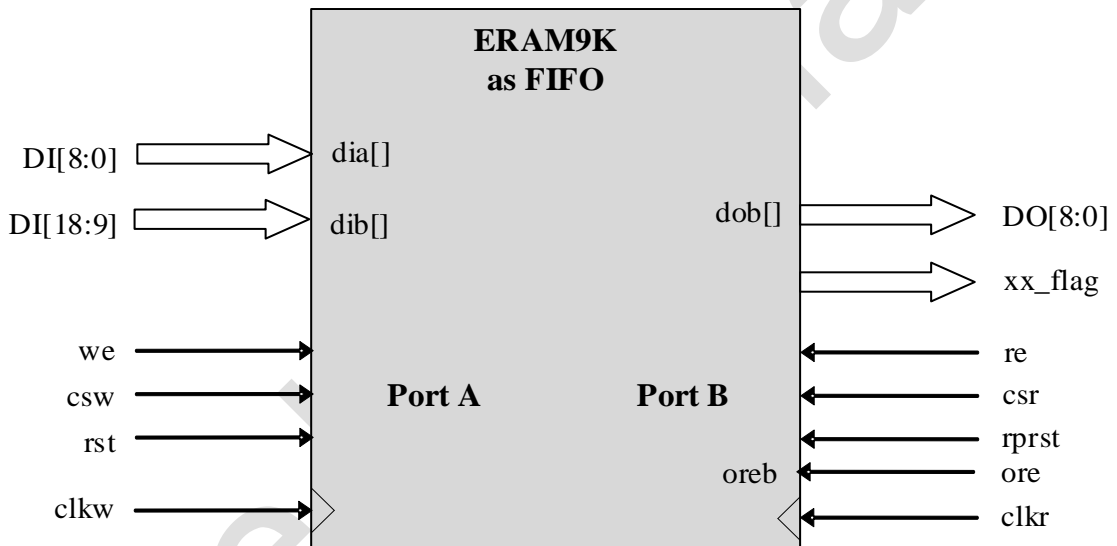 ERAM9K
as FIFO
DI[8:0]
dia[]
DI[18:9]
dib[]
dob[]
DO[8:0]
xx_flag
we
re
csw
Port A
Port B
csr
rst
rprst
oreb
ore
clkw
clkr